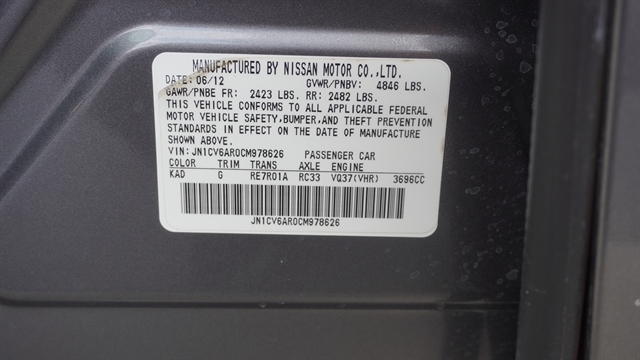 MANUFACTURED BY NISSAN MOTOR CO.,LTD.
DATE: 06/12 GVWR/PNBV: 4846 LBS.
GAWR/PNBE FR: 2423 LBS. RR: 2482 LBS.
THIS VEHICLE CONFORMS TO ALL APPLICABLE FEDERAL
MOTOR VEHICLE SAFETY,BUMPER,AND THEFT PREVENTION
STANDARDS IN EFFECT ON THE DATE OF MANUFACTURE
SHOWN ABOVE.
VIN: JN1CV6AR0CM978626 PASSENGER CAR
COLOR TRIM TRANS AXLE ENGINE
KAD G RE7R01A RC33 VQ37(VHR) 3696CC
JN1CV6AR0CM978626